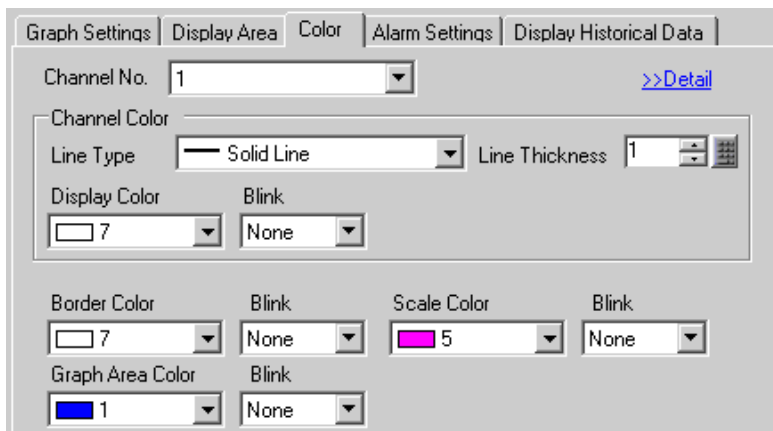 Graph Settings Display Area Color Alarm Settings Display Historical Data
Channel No. 1 >>Detail
Channel Color
Line Type Solid Line Line Thickness 1
Display Color Blink
7 None
Border Color Blink Scale Color Blink
7 None 5 None
Graph Area Color Blink
1 None